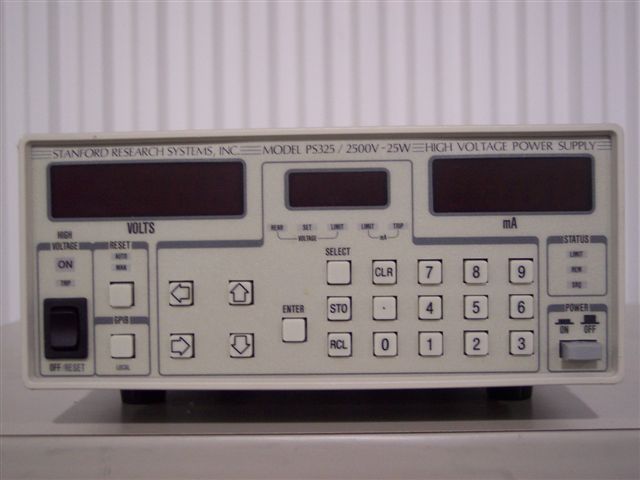 STANFORD RESEARCH SYSTEMS, INC. MODEL PS325 / 2500V-25W HIGH VOLTAGE POWER SUPPLY
VOLTS
mA
REAR SET LIMIT LIMIT TRIP
VOLTAGE mA
HIGH
VOLTAGE
ON
TRIP
OFF/RESET
RESET
AUTO
MAN
GPIB
LOCAL
SELECT
ENTER
CLR 7 8 9
STO . 4 5 6
RCL 0 1 2 3
STATUS
LIMIT
REM
SRQ
POWER
ON OFF